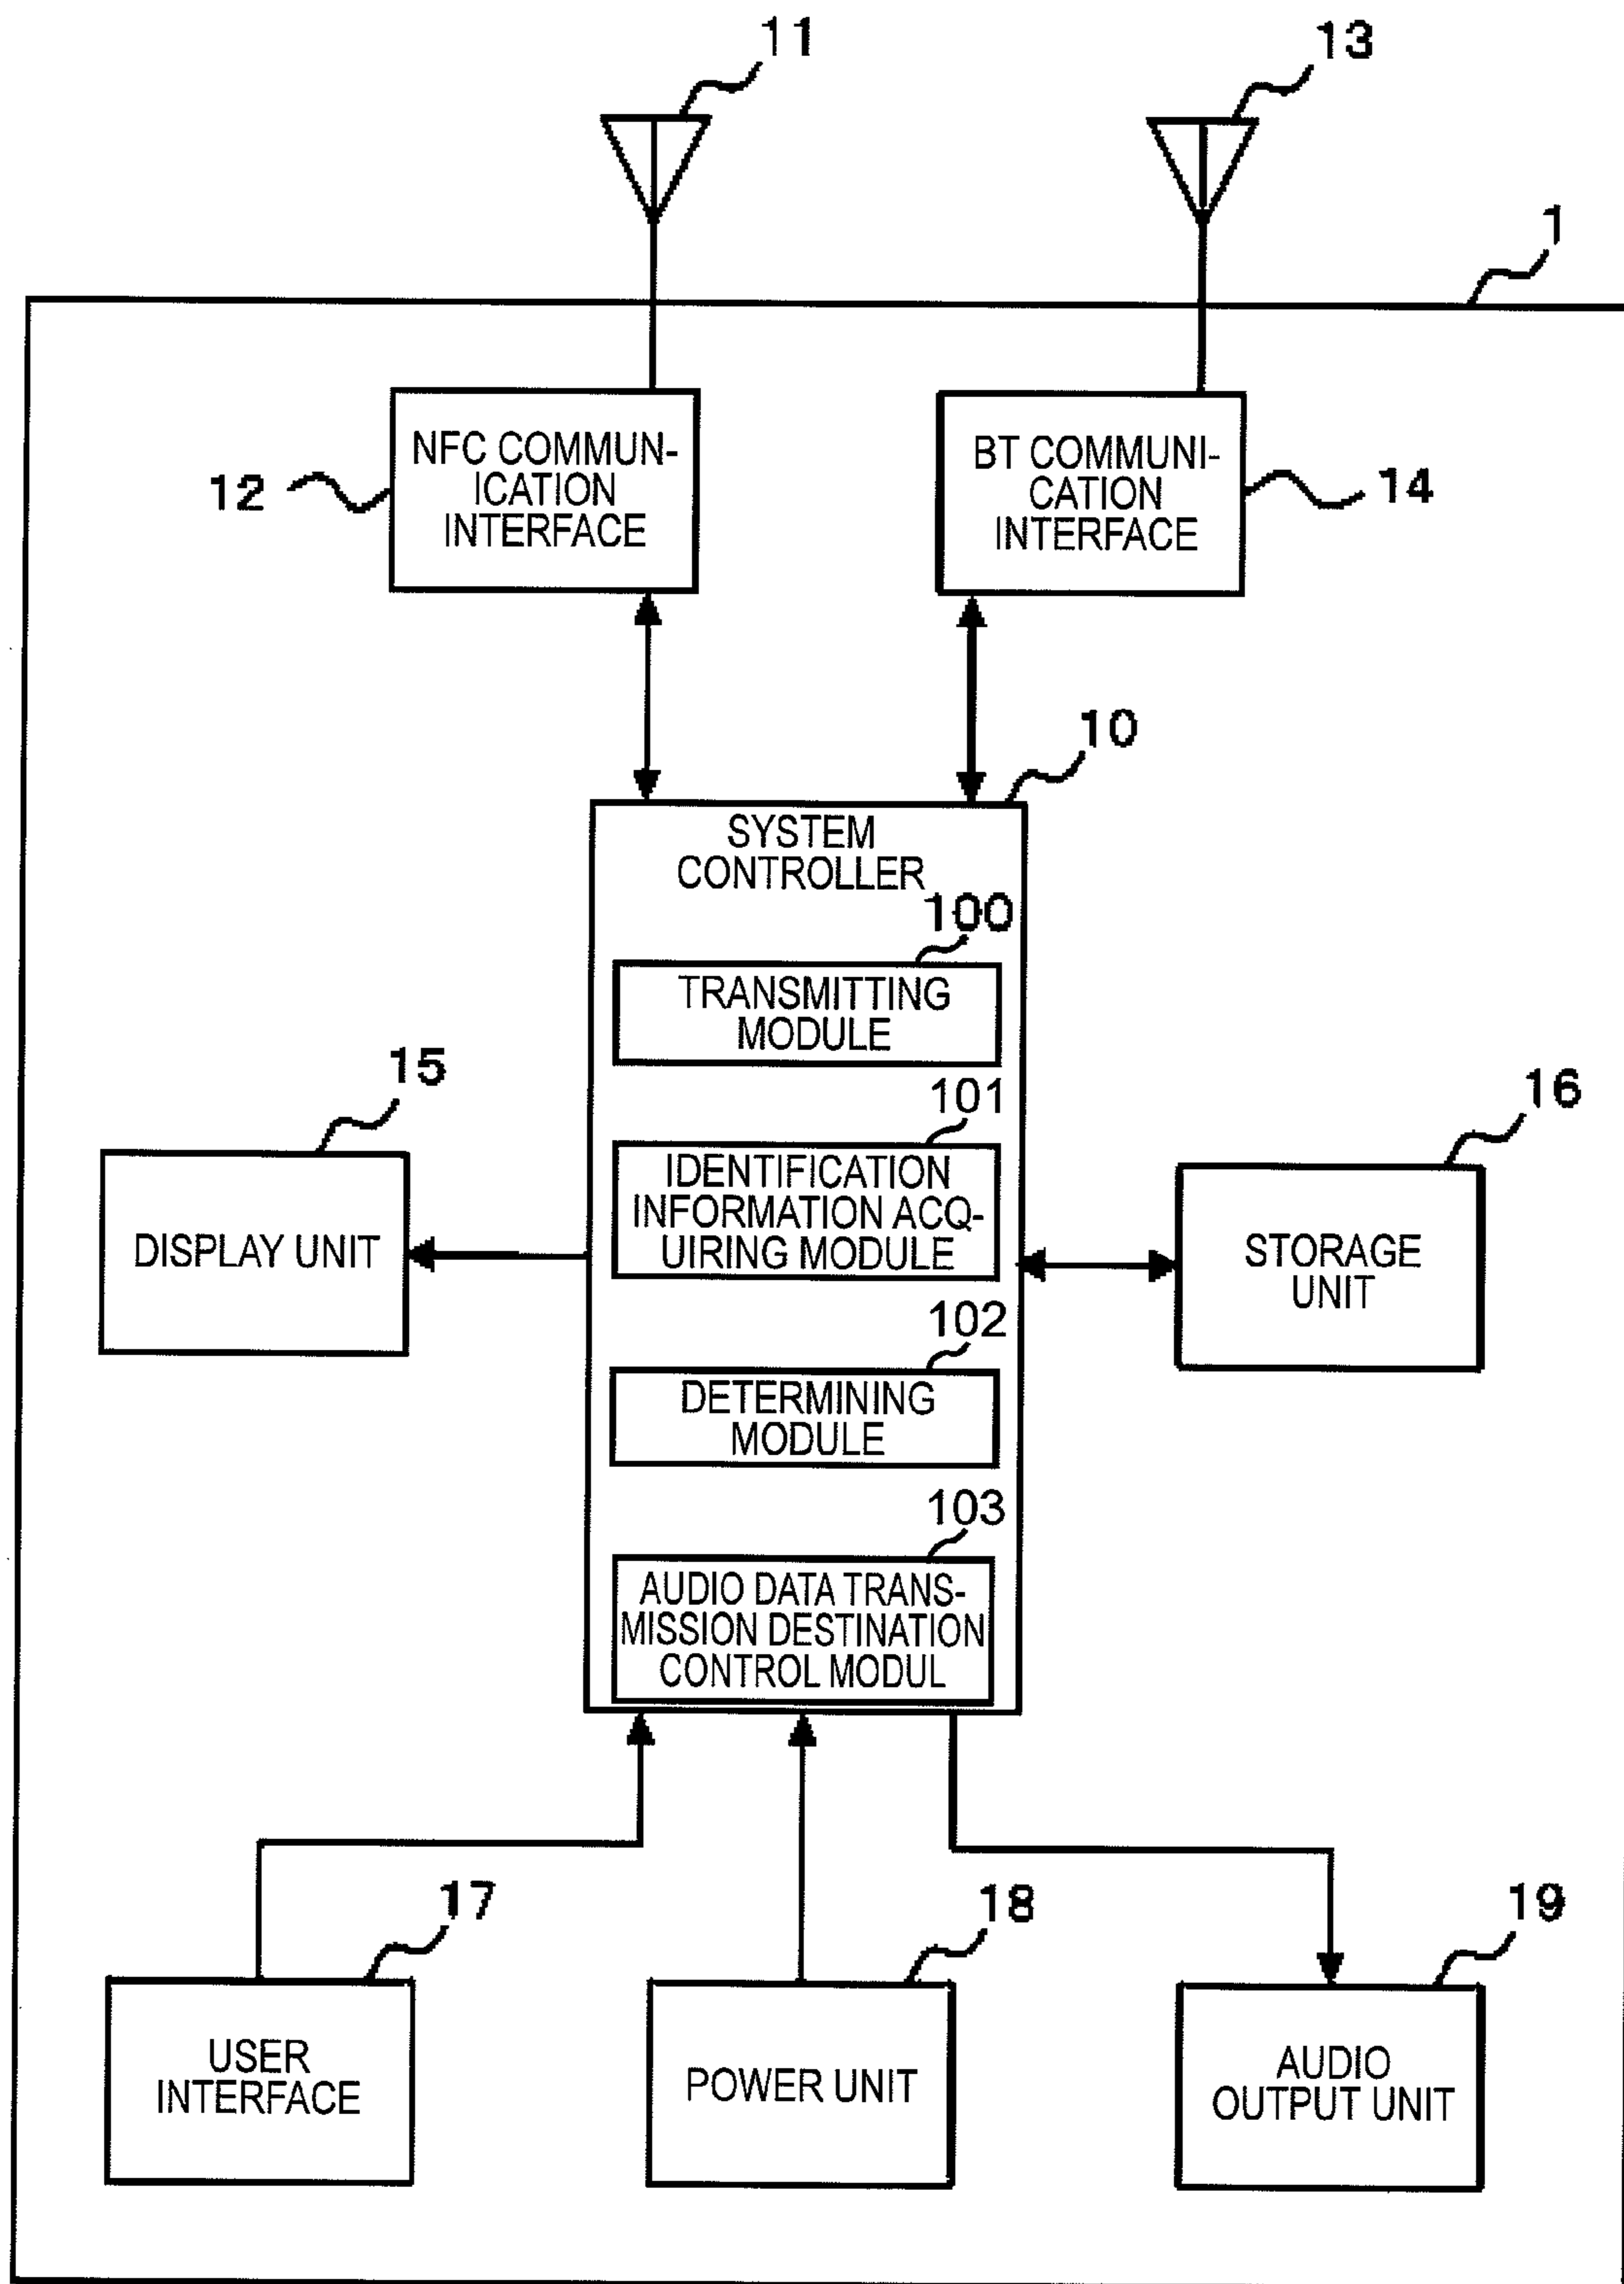 11
13
1
NFC COMMUN-
ICATION
INTERFACE
12
BT COMMUNI-
CATION
INTERFACE
14
10
SYSTEM
CONTROLLER
100
TRANSMITTING
MODULE
15
DISPLAY UNIT
101
IDENTIFICATION
INFORMATION ACQ-
UIRING MODULE
16
STORAGE
UNIT
102
DETERMINING
MODULE
103
AUDIO DATA TRANS-
MISSION DESTINATION
CONTROL MODUL
17
USER
INTERFACE
18
POWER UNIT
19
AUDIO
OUTPUT UNIT